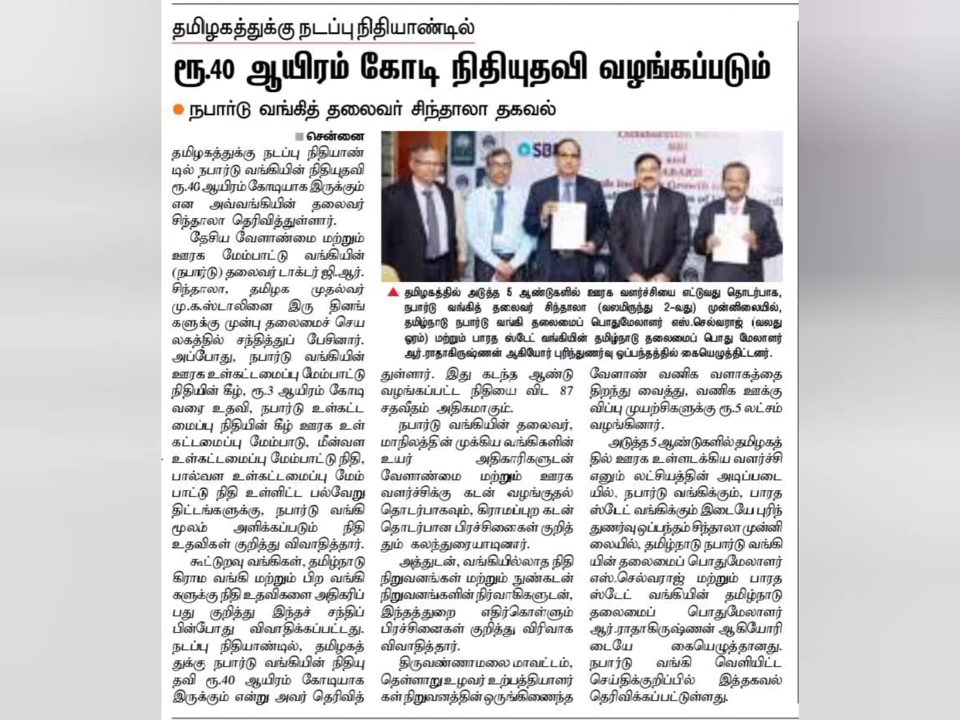 தமிழகத்துக்கு நடப்பு நிதியாண்டில்
ரூ.40 ஆயிரம் கோடி நிதியுதவி வழங்கப்படும்
● நபார்டு வங்கித் தலைவர் சிந்தாலா தகவல்
■ சென்னை
தமிழகத்துக்கு நடப்பு நிதியாண்
டில் நபார்டு வங்கியின் நிதியுதவி
ரூ.40 ஆயிரம் கோடியாக இருக்கும்
என அவ்வங்கியின் தலைவர்
சிந்தாலா தெரிவித்துள்ளார்.
தேசிய வேளாண்மை மற்றும்
ஊரக மேம்பாட்டு வங்கியின்
(நபார்டு) தலைவர் டாக்டர் ஜி.ஆர்.
சிந்தாலா, தமிழக முதல்வர்
மு.க.ஸ்டாலினை இரு தினங்
களுக்கு முன்பு தலைமைச் செய
லகத்தில் சந்தித்துப் பேசினார்.
அப்போது, நபார்டு வங்கியின்
ஊரக உள்கட்டமைப்பு மேம்பாட்டு
நிதியின் கீழ், ரூ.3 ஆயிரம் கோடி
வரை உதவி, நபார்டு உள்கட்ட
மைப்பு நிதியின் கீழ் ஊரக உள்
கட்டமைப்பு மேம்பாடு, மீன்வள
உள்கட்டமைப்பு மேம்பாட்டு நிதி,
பால்வள உள்கட்டமைப்பு மேம்
பாட்டு நிதி உள்ளிட்ட பல்வேறு
திட்டங்களுக்கு, நபார்டு வங்கி
மூலம் அளிக்கப்படும் நிதி
உதவிகள் குறித்து விவாதித்தார்.
கூட்டுறவு வங்கிகள், தமிழ்நாடு
கிராம வங்கி மற்றும் பிற வங்கி
களுக்கு நிதி உதவிகளை அதிகரிப்
பது குறித்து இந்தச் சந்திப்
பின்போது விவாதிக்கப்பட்டது.
நடப்பு நிதியாண்டில், தமிழகத்
துக்கு நபார்டு வங்கியின் நிதியு
தவி ரூ.40 ஆயிரம் கோடியாக
இருக்கும் என்று அவர் தெரிவித்
SBI
SBI
and
▲ தமிழகத்தில் அடுத்த 5 ஆண்டுகளில் ஊரக வளர்ச்சியை எட்டுவது தொடர்பாக,
நபார்டு வங்கித் தலைவர் சிந்தாலா (வலமிருந்து 2-வது) முன்னிலையில்,
தமிழ்நாடு நபார்டு வங்கி தலைமைப் பொதுமேலாளர் எஸ்.செல்வராஜ் (வலது
ஓரம்) மற்றும் பாரத ஸ்டேட் வங்கியின் தமிழ்நாடு தலைமைப் பொது மேலாளர்
ஆர்.ராதாகிருஷ்ணன் ஆகியோர் புரிந்துணர்வு ஒப்பந்தத்தில் கையெழுத்திட்டனர்.
துள்ளார். இது கடந்த ஆண்டு
வழங்கப்பட்ட நிதியை விட 87
சதவீதம் அதிகமாகும்.
நபார்டு வங்கியின் தலைவர்,
மாநிலத்தின் முக்கிய வங்கிகளின்
உயர் அதிகாரிகளுடன்
வேளாண்மை மற்றும் ஊரக
வளர்ச்சிக்கு கடன் வழங்குதல்
தொடர்பாகவும், கிராமப்புற கடன்
தொடர்பான பிரச்சினைகள் குறித்
தும் கலந்துரையாடினார்.
அத்துடன், வங்கியில்லாத நிதி
நிறுவனங்கள் மற்றும் நுண்கடன்
நிறுவனங்களின் நிர்வாகிகளுடன்,
இந்தத்துறை எதிர்கொள்ளும்
பிரச்சினைகள் குறித்து விரிவாக
விவாதித்தார்.
திருவண்ணாமலை மாவட்டம்,
தெள்ளாறு உழவர் உற்பத்தியாளர்
கள் நிறுவனத்தின் ஒருங்கிணைந்த
வேளாண் வணிக வளாகத்தை
திறந்து வைத்து, வணிக ஊக்கு
விப்பு முயற்சிகளுக்கு ரூ.5 லட்சம்
வழங்கினார்.
அடுத்த 5 ஆண்டுகளில் தமிழகத்
தில் ஊரக உள்ளடக்கிய வளர்ச்சி
எனும் லட்சியத்தின் அடிப்படை
யில், நபார்டு வங்கிக்கும், பாரத
ஸ்டேட் வங்கிக்கும் இடையே புரிந்
துணர்வு ஒப்பந்தம் சிந்தாலா முன்னி
லையில், தமிழ்நாடு நபார்டு வங்கி
யின் தலைமைப் பொதுமேலாளர்
எஸ்.செல்வராஜ் மற்றும் பாரத
ஸ்டேட் வங்கியின் தமிழ்நாடு
தலைமைப் பொதுமேலாளர்
ஆர்.ராதாகிருஷ்ணன் ஆகியோரி
டையே கையெழுத்தானது.
நபார்டு வங்கி வெளியிட்ட
செய்திக்குறிப்பில் இத்தகவல்
தெரிவிக்கப்பட்டுள்ளது.